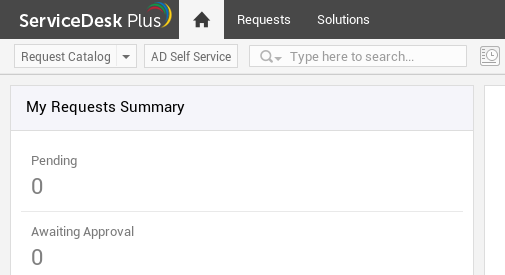 ServiceDesk Plus
Requests
Solutions
Request Catalog
AD Self Service
Type here to search...
My Requests Summary
Pending
0
Awaiting Approval
0